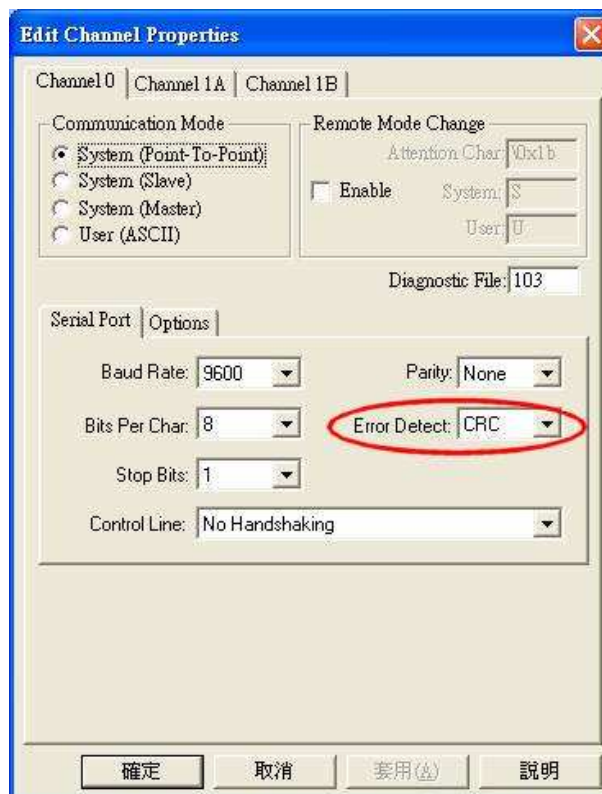 Edit Channel Properties
Channel 0 Channel 1A Channel 1B
Communication Mode
System (Point-To-Point)
System (Slave)
System (Master)
User (ASCII)
Remote Mode Change
Attention Char: \0x1b
Enable
System: S
User: U
Diagnostic File: 103
Serial Port Options
Baud Rate: 9600
Parity: None
Bits Per Char: 8
Error Detect: CRC
Stop Bits: 1
Control Line: No Handshaking
確定 取消 套用(A) 說明